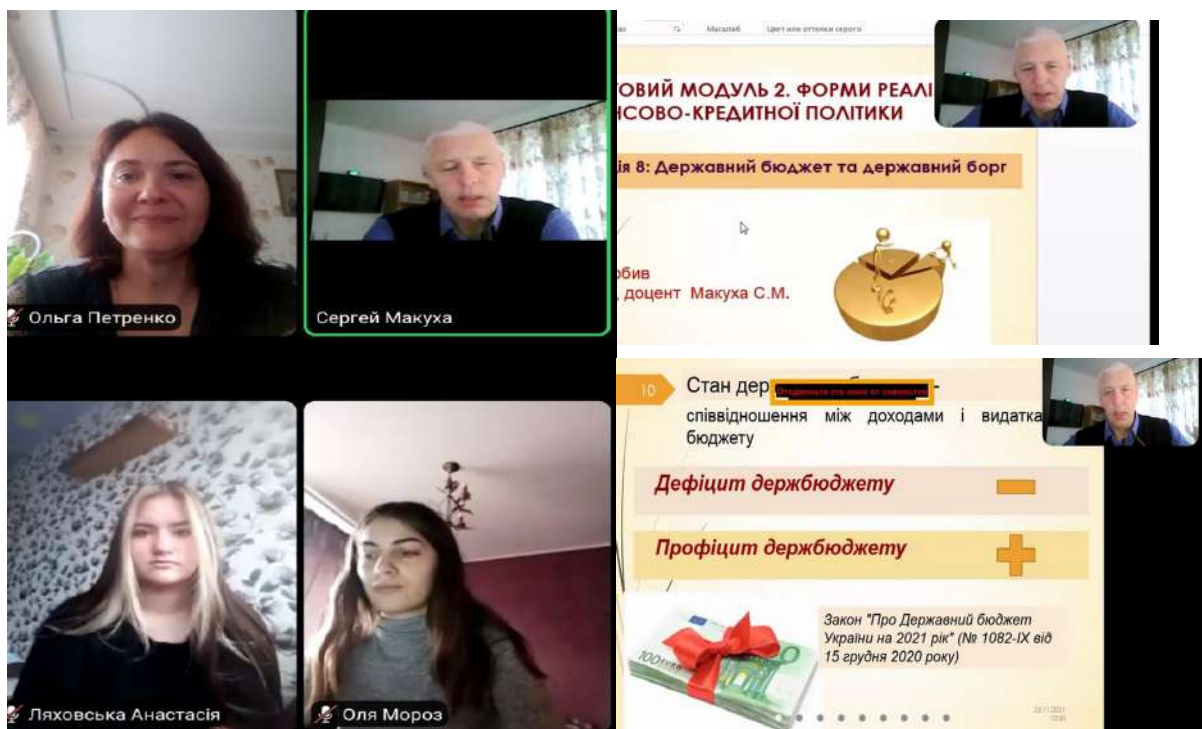 Ольга Петренко
Сергей Макуха
Ляховська Анастасія
Оля Мороз
Масштаб Цвет или оттенки серого
ТОВИЙ МОДУЛЬ 2. ФОРМИ РЕАЛІ
НСОВО-КРЕДИТНОЇ ПОЛІТИКИ
ія 8: Державний бюджет та державний борг
обив
, доцент Макуха С.М.
10
Стан дер
співвідношення між доходами і видатка
бюджету
Дефіцит держбюджету
Профіцит держбюджету
Закон "Про Державний бюджет
України на 2021 рік" (№ 1082-IX від
15 грудня 2020 року)
100 EURO